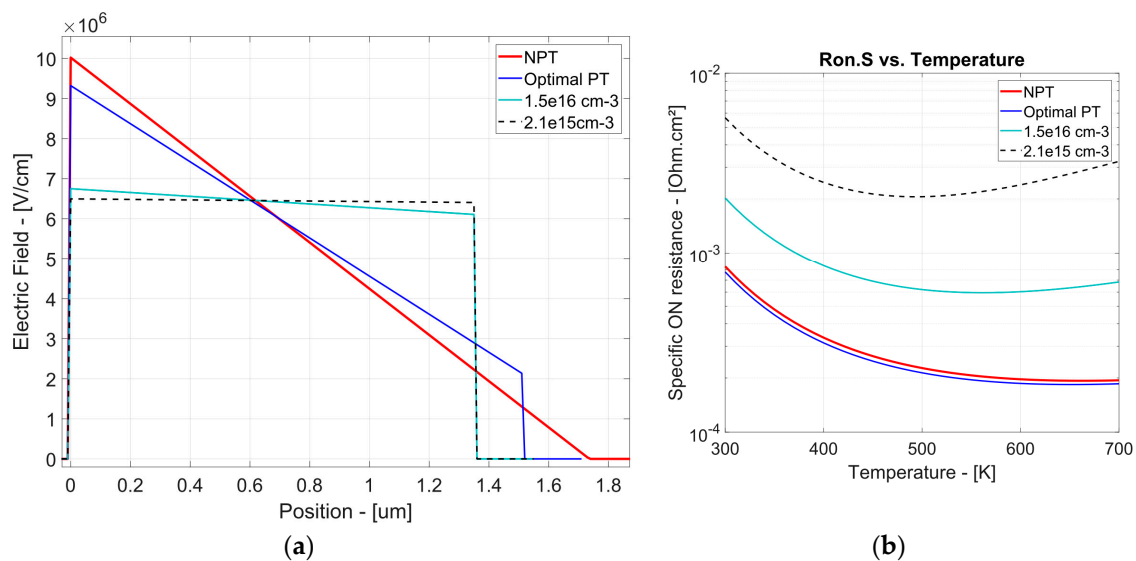 ×10⁶
10
9
8
7
6
5
4
3
2
1
0
Electric Field - [V/cm]
0 0.2 0.4 0.6 0.8 1 1.2 1.4 1.6 1.8
Position - [um]
NPT
Optimal PT
1.5e16 cm-3
2.1e15cm-3
(a)
Ron.S vs. Temperature
10⁻²
10⁻³
10⁻⁴
Specific ON resistance - [Ohm.cm²]
300 400 500 600 700
Temperature - [K]
NPT
Optimal PT
1.5e16 cm-3
2.1e15 cm-3
(b)